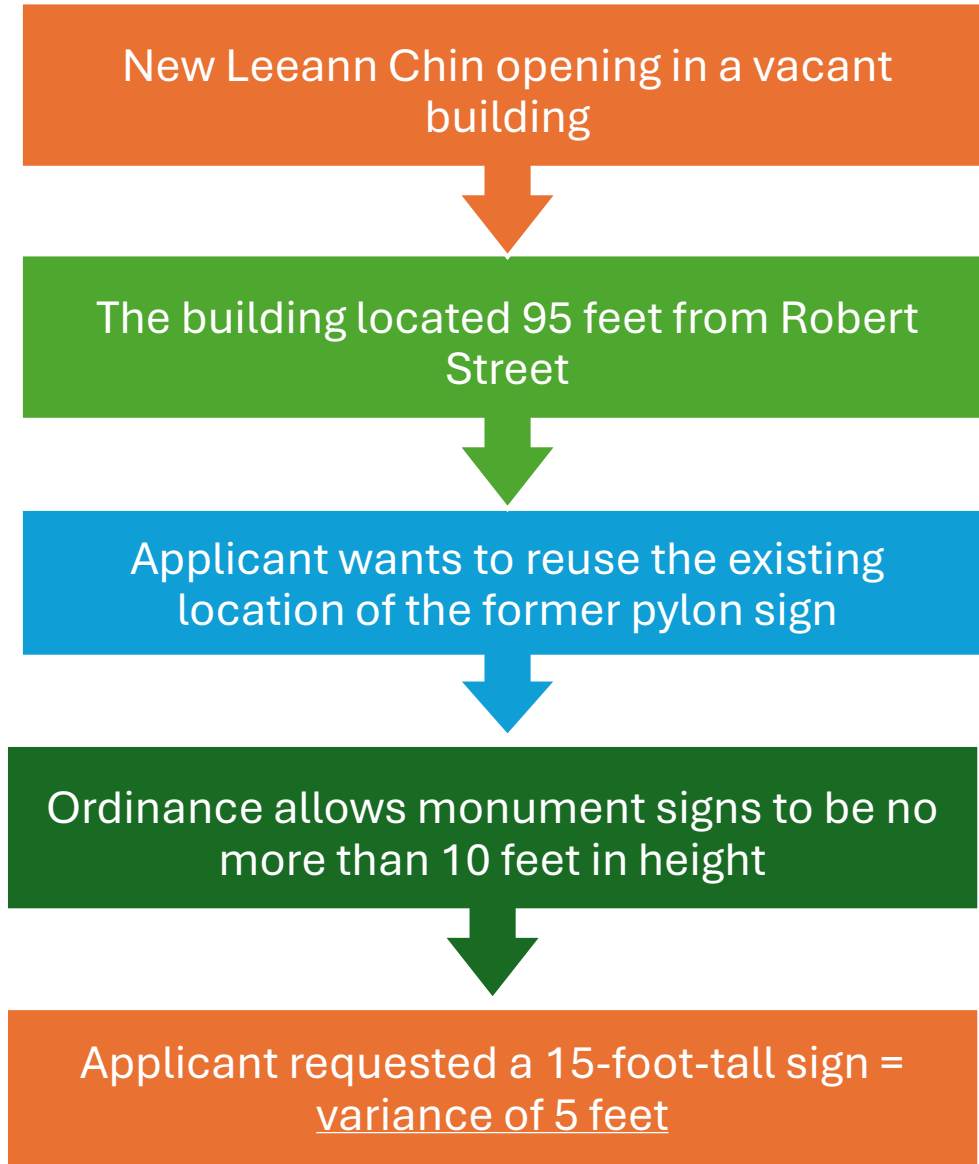 New Leeann Chin opening in a vacant
building
The building located 95 feet from Robert
Street
Applicant wants to reuse the existing
location of the former pylon sign
Ordinance allows monument signs to be no
more than 10 feet in height
Applicant requested a 15-foot-tall sign =
variance of 5 feet